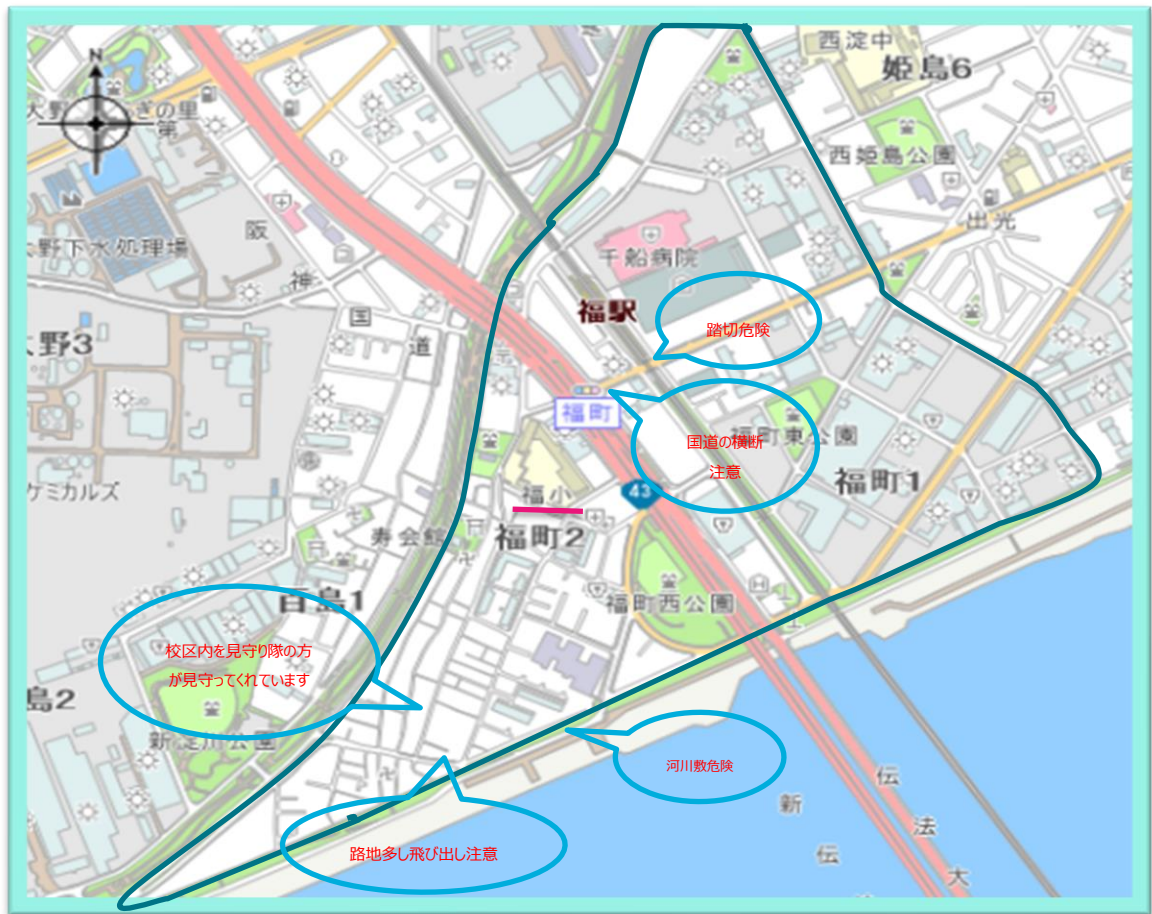 N
西淀中
姫島6
の里
西姫島公園
出光
阪
神
国
道
千船病院
福駅
踏切危険
野3
福町
国道の横断
注意
福町東公園
福町1
ケミカルズ
福小
43
寿会館
福町2
百島1
福町西公園
校区内を見守り隊の方
が見守ってくれています
島2
新淀川公園
河川敷危険
路地多し飛び出し注意
新
伝
伝
法
大
野下水処理場